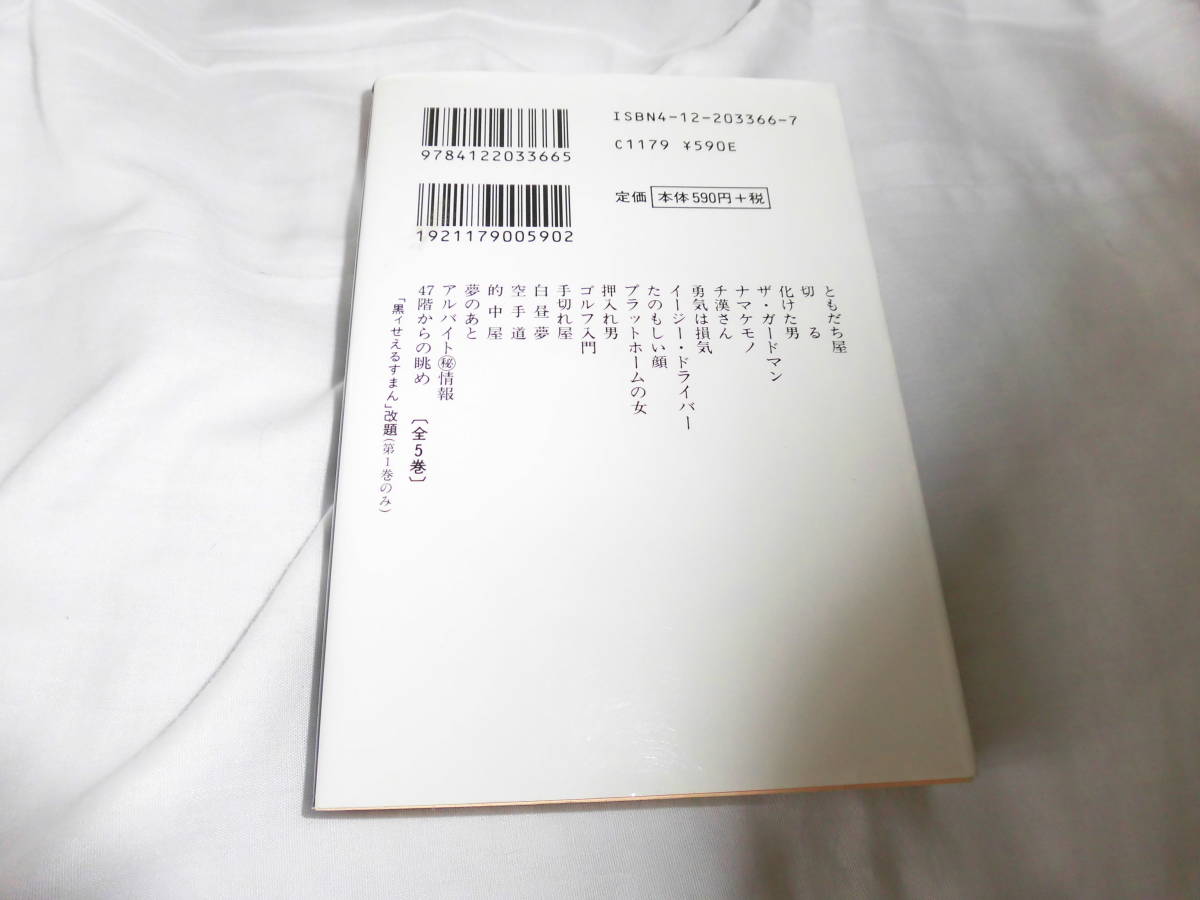 ISBN4-12-203366-7
C1179 ¥590E
9784122033665
定価 本体590円+税
1921179005902
ともだち屋
切る
化けた男
ザ・ガードマン
ナマケモノ
チ漢さん
勇気は損気
イージー・ドライバー
たのもしい顔
プラットホームの女
押入れ男
ゴルフ入門
手切れ屋
白昼夢
空手道
的中屋
夢のあと
アルバイト㊙情報
47階からの眺め
〔全5巻〕
「黒ィせえるすまん」改題(第1巻のみ)